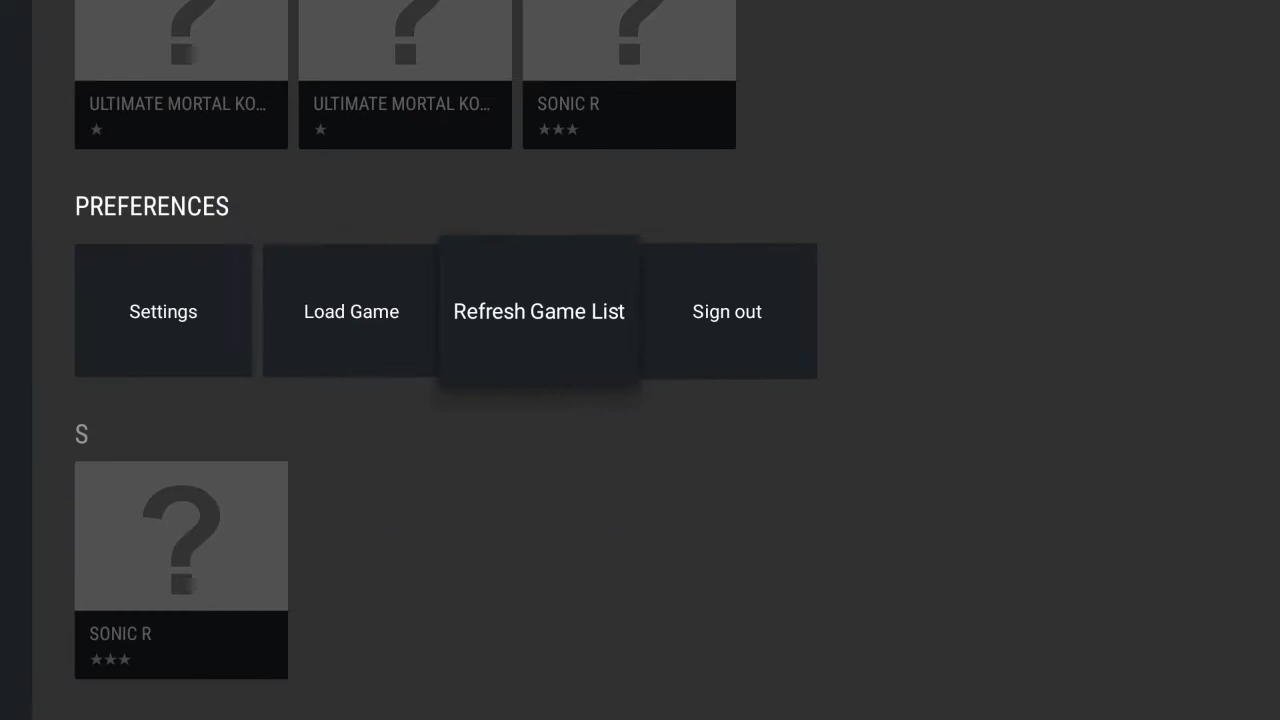 ULTIMATE MORTAL KO...
ULTIMATE MORTAL KO...
SONIC R
★
★
★★★
PREFERENCES
Settings
Load Game
Refresh Game List
Sign out
S
?
SONIC R
★★★